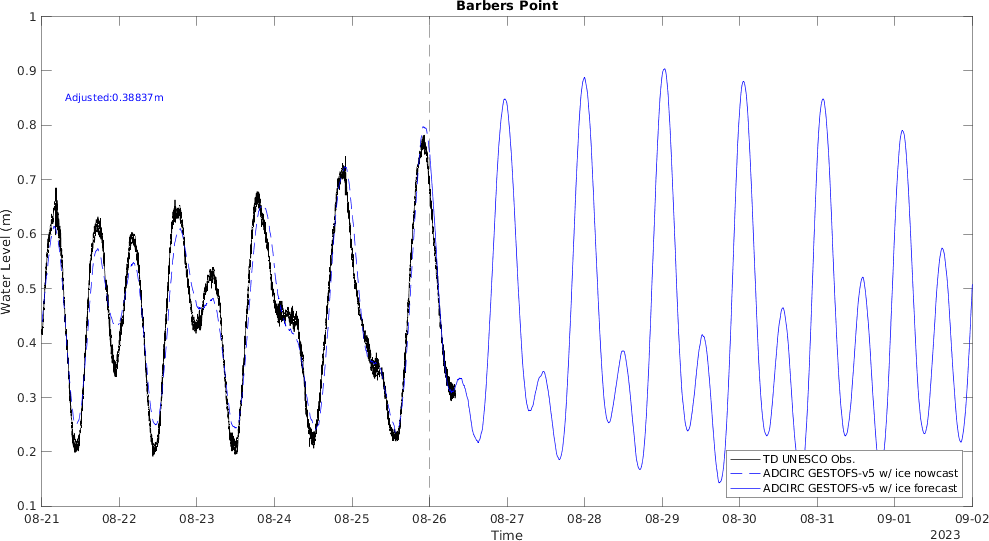 Barbers Point
Water Level (m)
1
0.9
0.8
0.7
0.6
0.5
0.4
0.3
0.2
0.1
Adjusted:0.38837m
TD UNESCO Obs.
ADCIRC GESTOFS-v5 w/ ice nowcast
ADCIRC GESTOFS-v5 w/ ice forecast
08-21 08-22 08-23 08-24 08-25 08-26 08-27 08-28 08-29 08-30 08-31 09-01 09-02
Time
2023